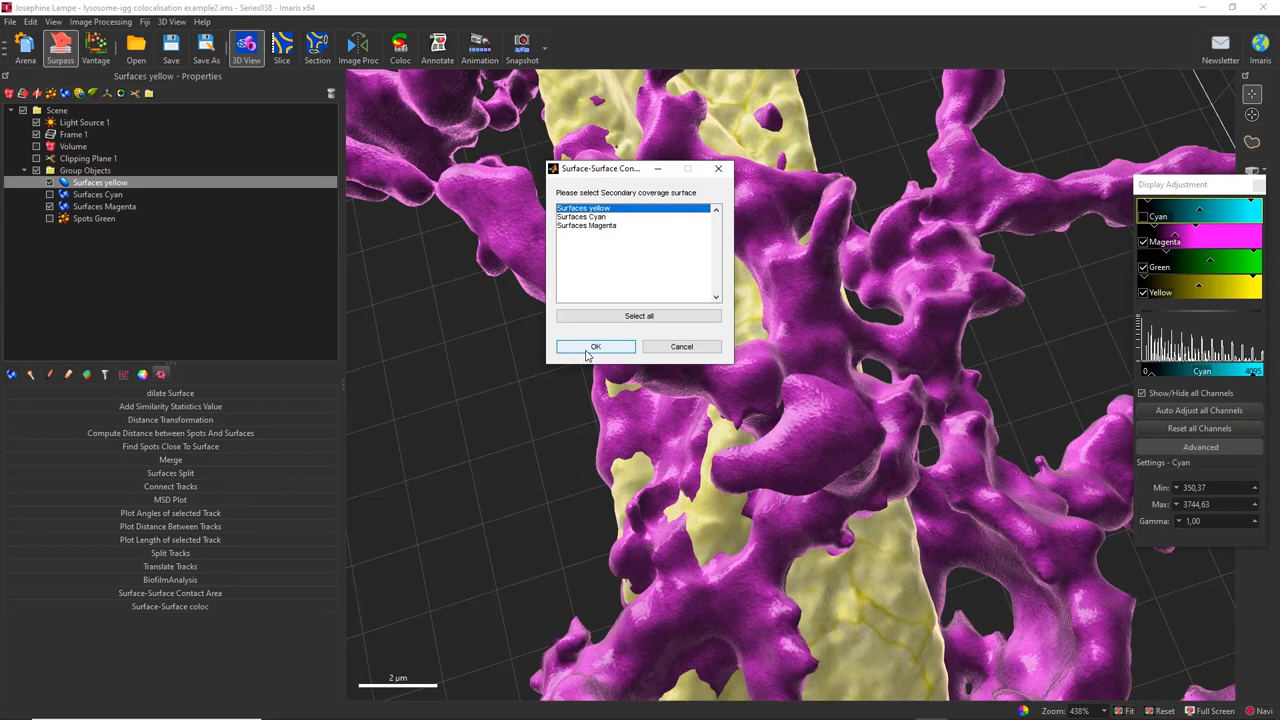 Josephine Lampe - lysosome-igg colocalisation example2.ims - Series038 - Imaris x64
File Edit View Image Processing Fiji 3D View Help
Arena Surpass Vantage Open Save Save As 3D View Slice Section Image Proc Coloc Annotate Animation Snapshot Newsletter Imaris
Surfaces yellow - Properties
Scene
Light Source 1
Frame 1
Volume
Clipping Plane 1
Group Objects
Surfaces yellow
Surfaces Cyan
Surfaces Magenta
Spots Green
dilate Surface
Add Similarity Statistics Value
Distance Transformation
Compute Distance between Spots And Surfaces
Find Spots Close To Surface
Merge
Surfaces Split
Connect Tracks
MSD Plot
Plot Angles of selected Track
Plot Distance Between Tracks
Plot Length of selected Track
Split Tracks
Translate Tracks
BiofilmAnalysis
Surface-Surface Contact Area
Surface-Surface coloc
Surface-Surface Con...
Please select Secondary coverage surface
Surfaces yellow
Surfaces Cyan
Surfaces Magenta
Select all
OK Cancel
2 µm
Display Adjustment
Cyan
Magenta
Green
Yellow
0 Cyan 4095
Show/Hide all Channels
Auto Adjust all Channels
Reset all Channels
Advanced
Settings - Cyan
Min: 350,37
Max: 3744,63
Gamma: 1,00
Zoom: 438% Fit Reset Full Screen Navi